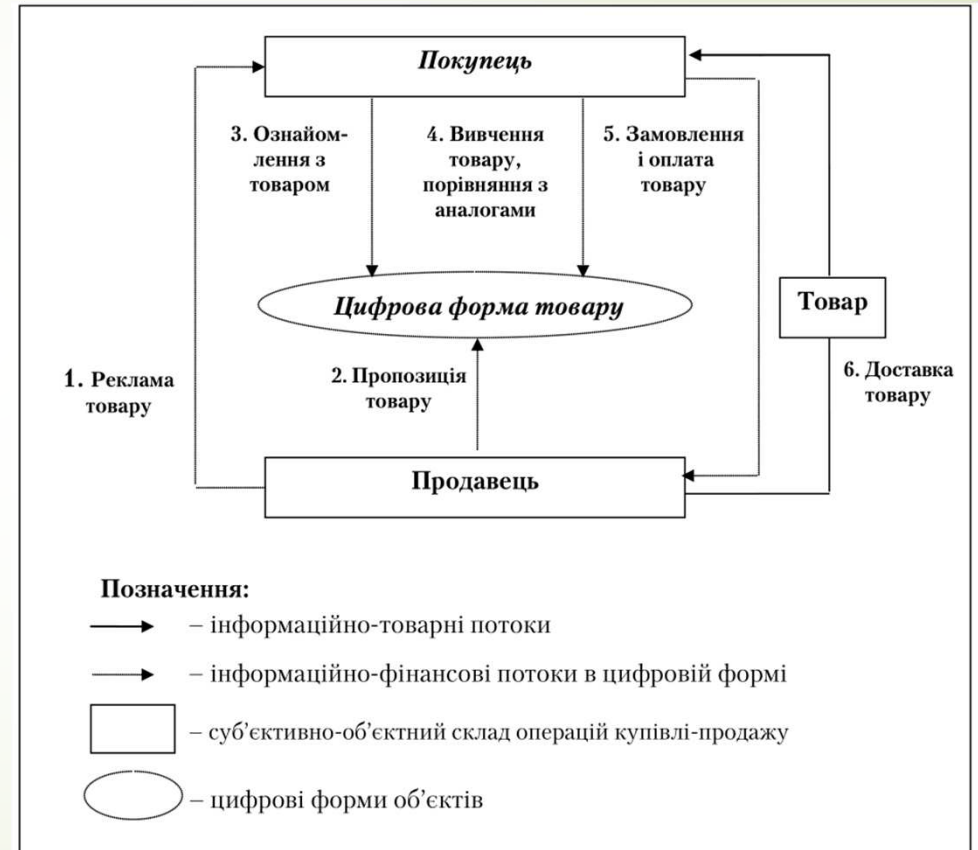 Покупець
3. Ознайом-
лення з
товаром
4. Вивчення
товару,
порівняння з
аналогами
5. Замовлення
і оплата
товару
Цифрова форма товару
Товар
1. Реклама
товару
2. Пропозиція
товару
6. Доставка
товару
Продавець
Позначення:
– інформаційно-товарні потоки
– інформаційно-фінансові потоки в цифровій формі
– суб’єктивно-об’єктний склад операцій купівлі-продажу
– цифрові форми об’єктів